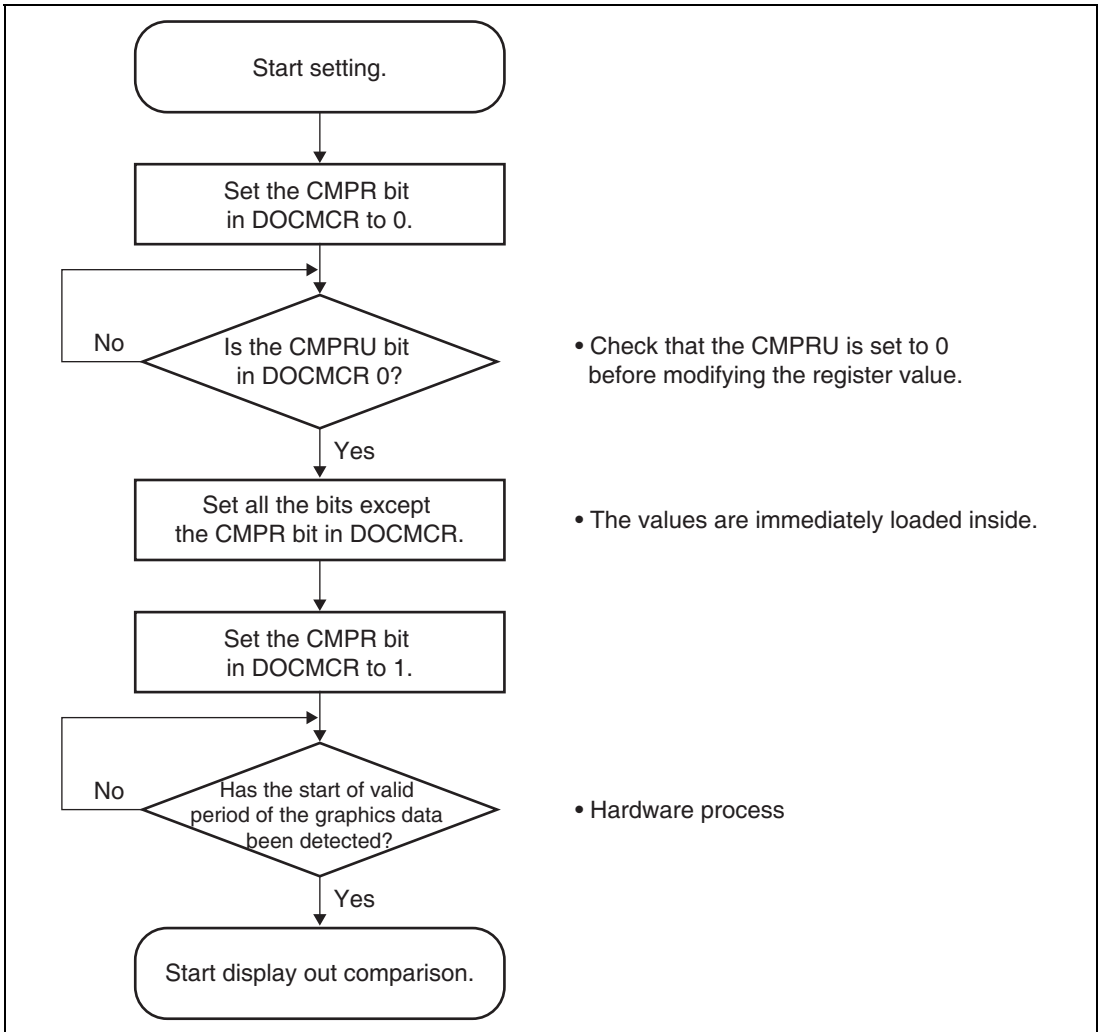 Start setting.
Set the CMPR bit
in DOCMCR to 0.
No
Is the CMPRU bit
in DOCMCR 0?
• Check that the CMPRU is set to 0
before modifying the register value.
Yes
Set all the bits except
the CMPR bit in DOCMCR.
• The values are immediately loaded inside.
Set the CMPR bit
in DOCMCR to 1.
No
Has the start of valid
period of the graphics data
been detected?
• Hardware process
Yes
Start display out comparison.